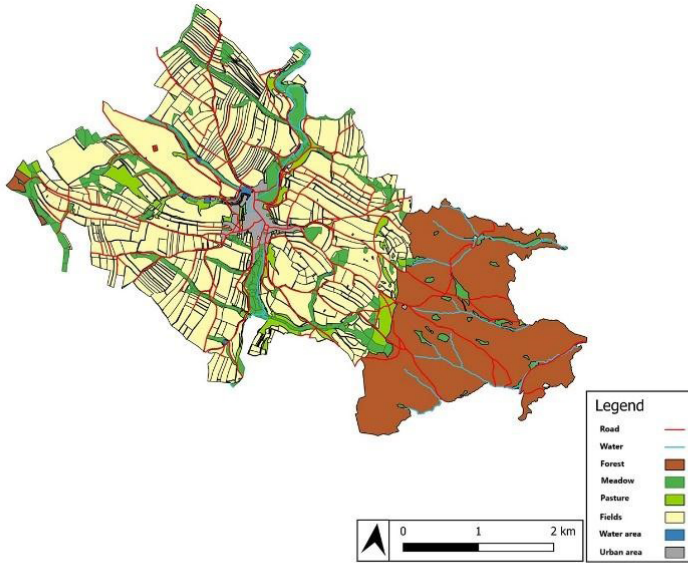 Legend
Road
Water
Forest
Meadow
Pasture
Fields
Water area
Urban area
0 1 2 km